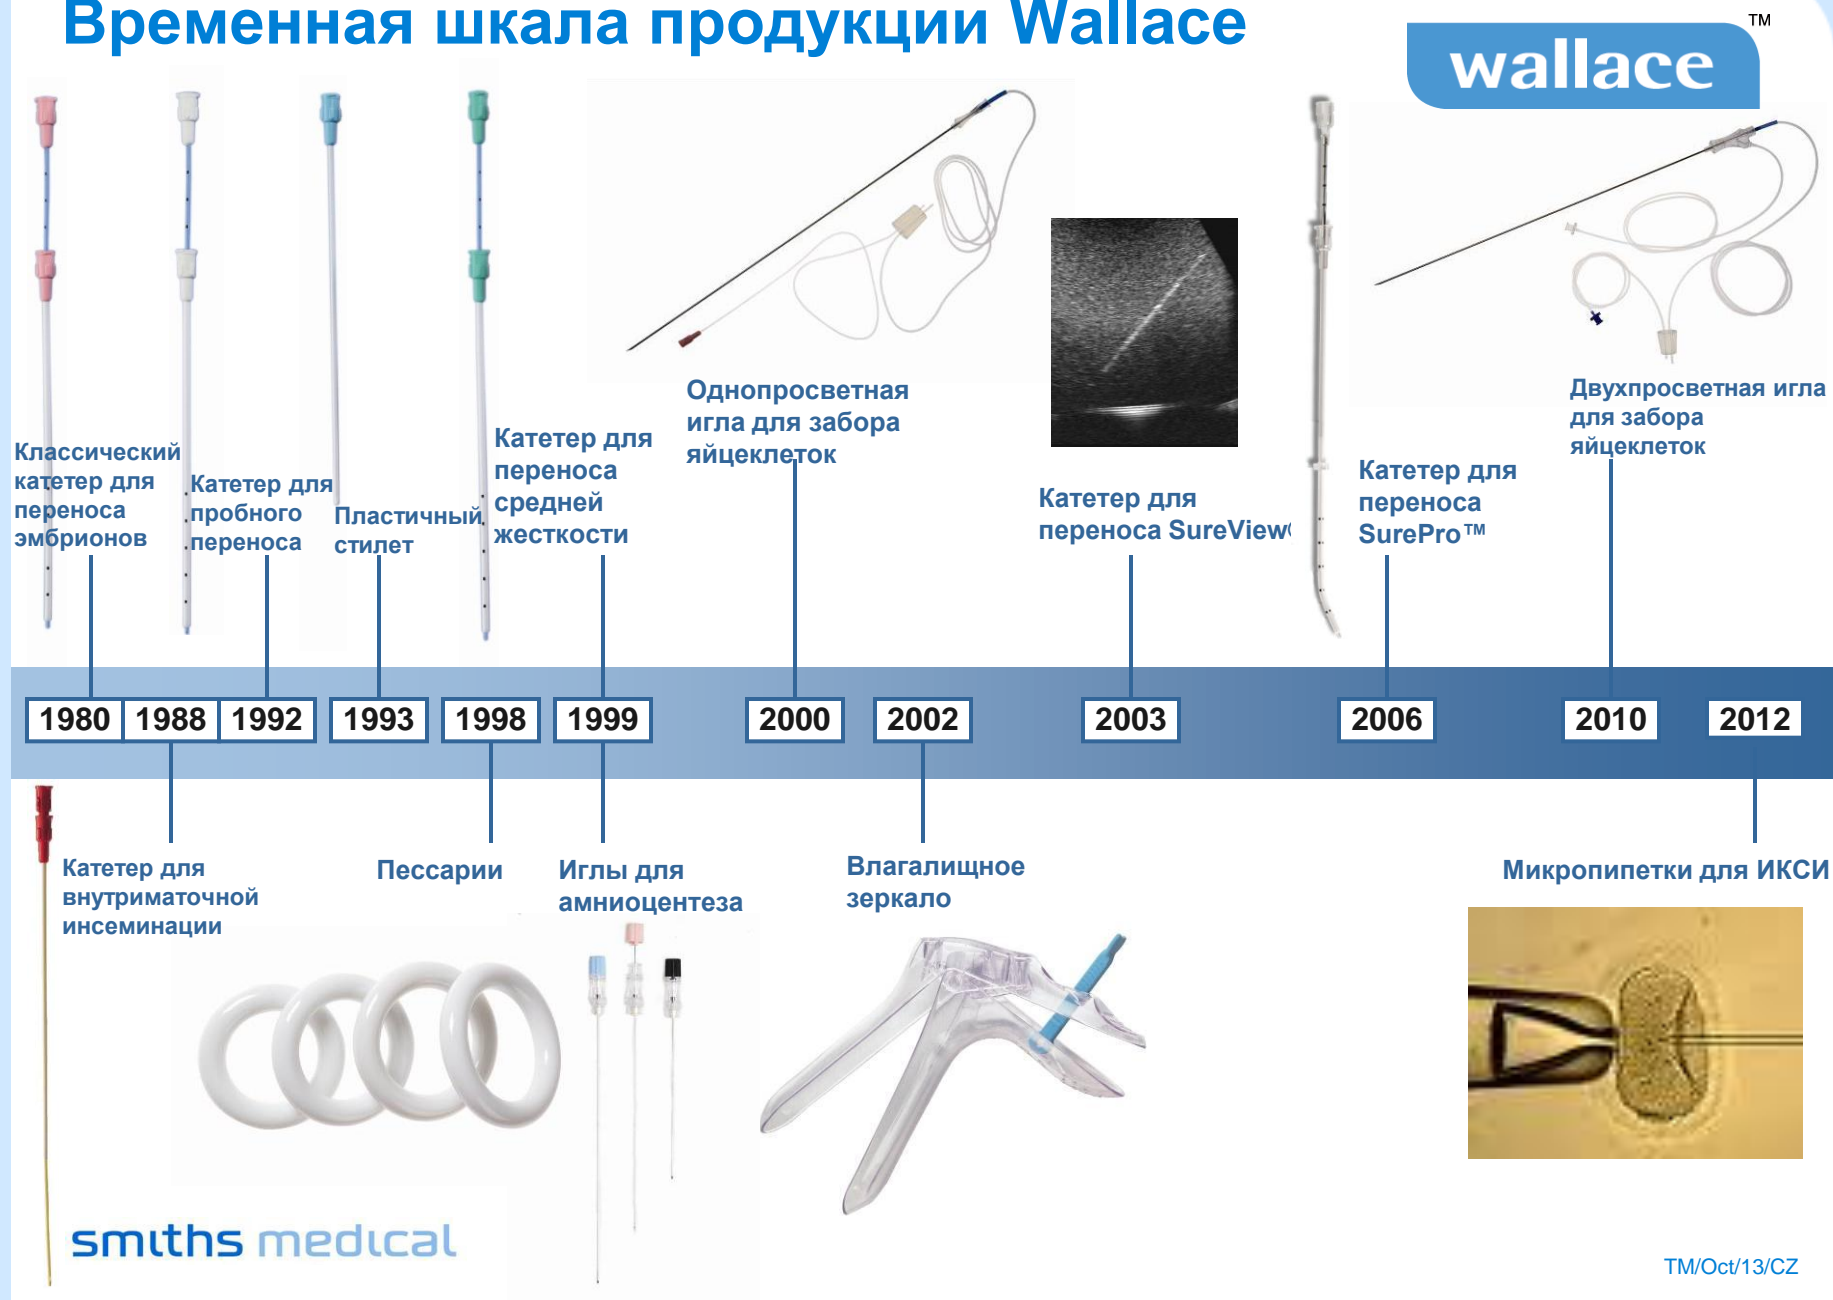 Временная шкала продукции Wallace
wallace
TM
Однопросветная
игла для забора
яйцеклеток
Двухпросветная игла
для забора
яйцеклеток
Классический
катетер для
переноса
эмбрионов
Катетер для
пробного
переноса
Пластичный
стилет
Катетер для
переноса
средней
жесткости
Катетер для
переноса SureView
Катетер для
переноса
SurePro™
1980
1988
1992
1993
1998
1999
2000
2002
2003
2006
2010
2012
Катетер для
внутриматочной
инсеминации
Пессарии
Иглы для
амниоцентеза
Влагалищное
зеркало
Микропипетки для ИКСИ
smiths medical
TM/Oct/13/CZ